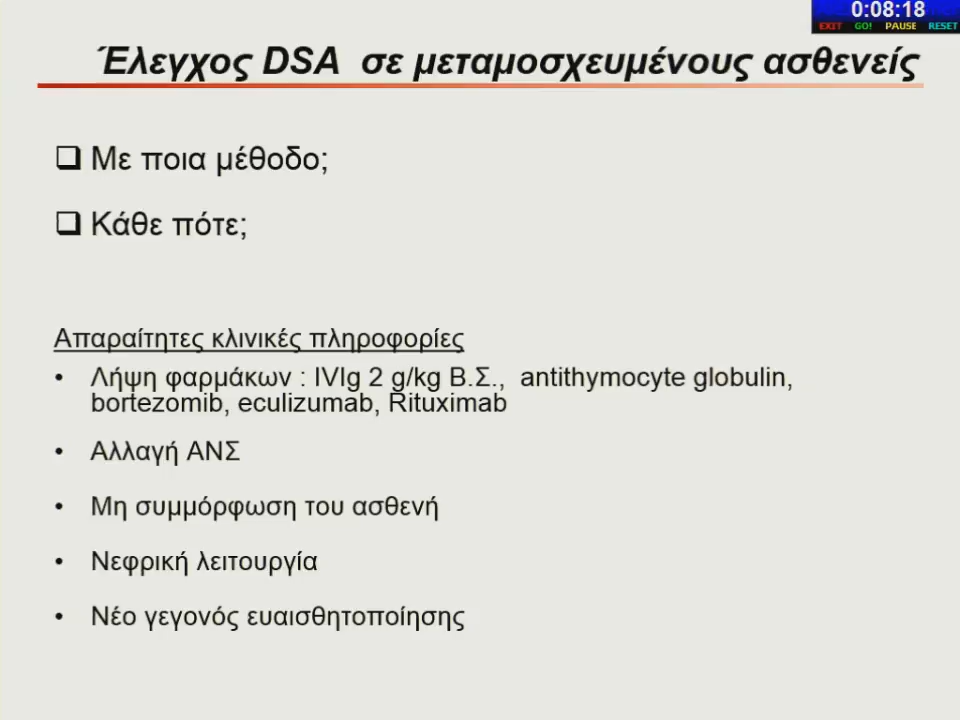 0:08:18
EXIT GO! PAUSE RESET
Έλεγχος DSA σε μεταμοσχευμένους ασθενείς
Με ποια μέθοδο;
Κάθε πότε;
Απαραίτητες κλινικές πληροφορίες
• Λήψη φαρμάκων : IVIg 2 g/kg Β.Σ., antithymocyte globulin,
bortezomib, eculizumab, Rituximab
• Αλλαγή ΑΝΣ
• Μη συμμόρφωση του ασθενή
• Νεφρική λειτουργία
• Νέο γεγονός ευαισθητοποίησης